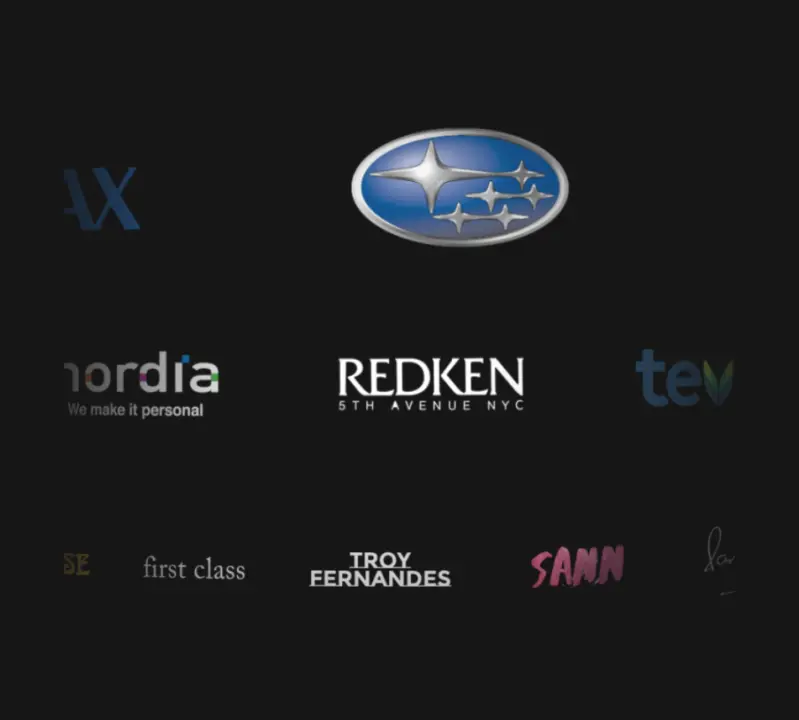 AX
nordia
We make it personal
REDKEN
5TH AVENUE NYC
tev
SE
first class
TROY
FERNANDES
SANN